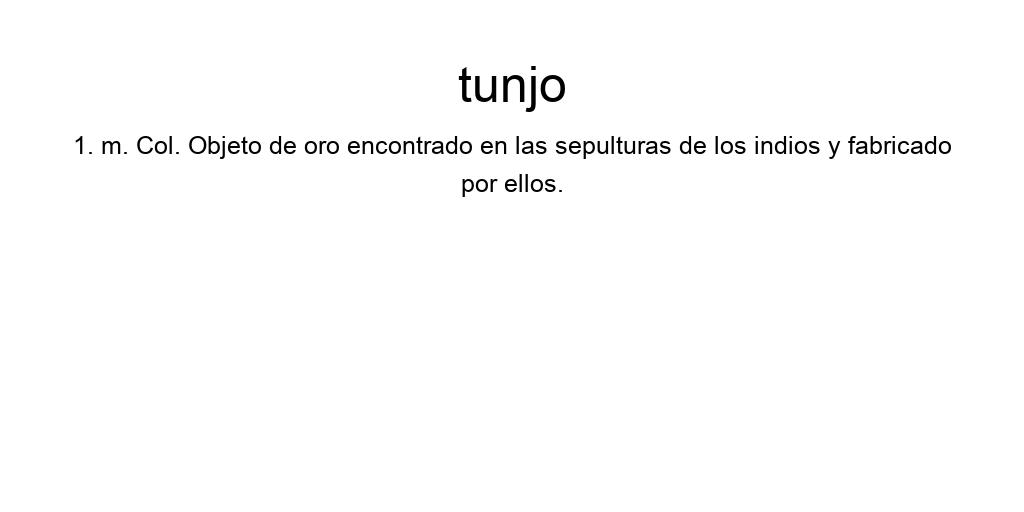 tunjo
1. m. Col. Objeto de oro encontrado en las sepulturas de los indios y fabricado
por ellos.